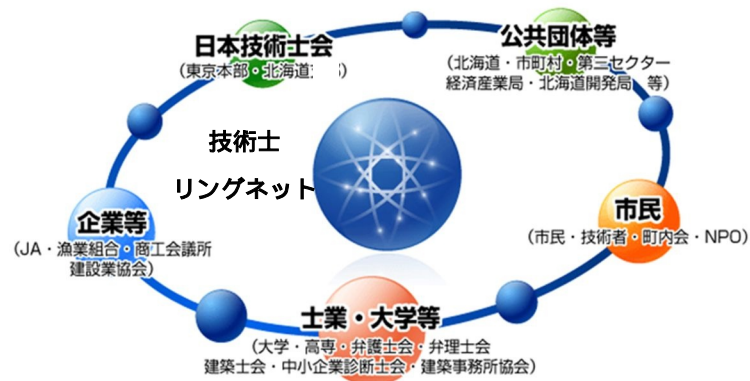 日本技術士会
(東京本部・北海道
公共団体等
(北海道・市町村・第三セクター
経済産業局・北海道開発局 等)
技術士
リングネット
企業等
(JA・漁業組合・商工会議所
建設業協会)
市民
(市民・技術者・町内会・NPO)
士業・大学等
(大学・高専・弁護士会・弁理士会
建築士会・中小企業診断士会・建築事務所協会)